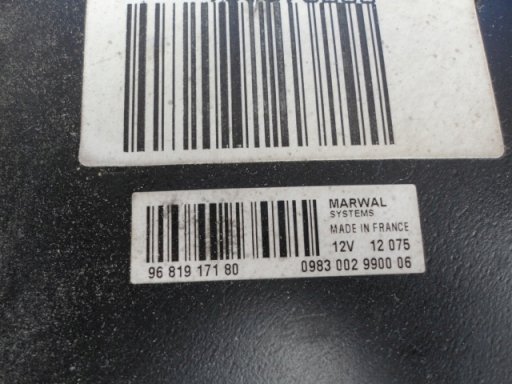 MARWAL
SYSTEMS
MADE IN FRANCE
12V 12 075
96 819 171 80 0983 002 9900 06